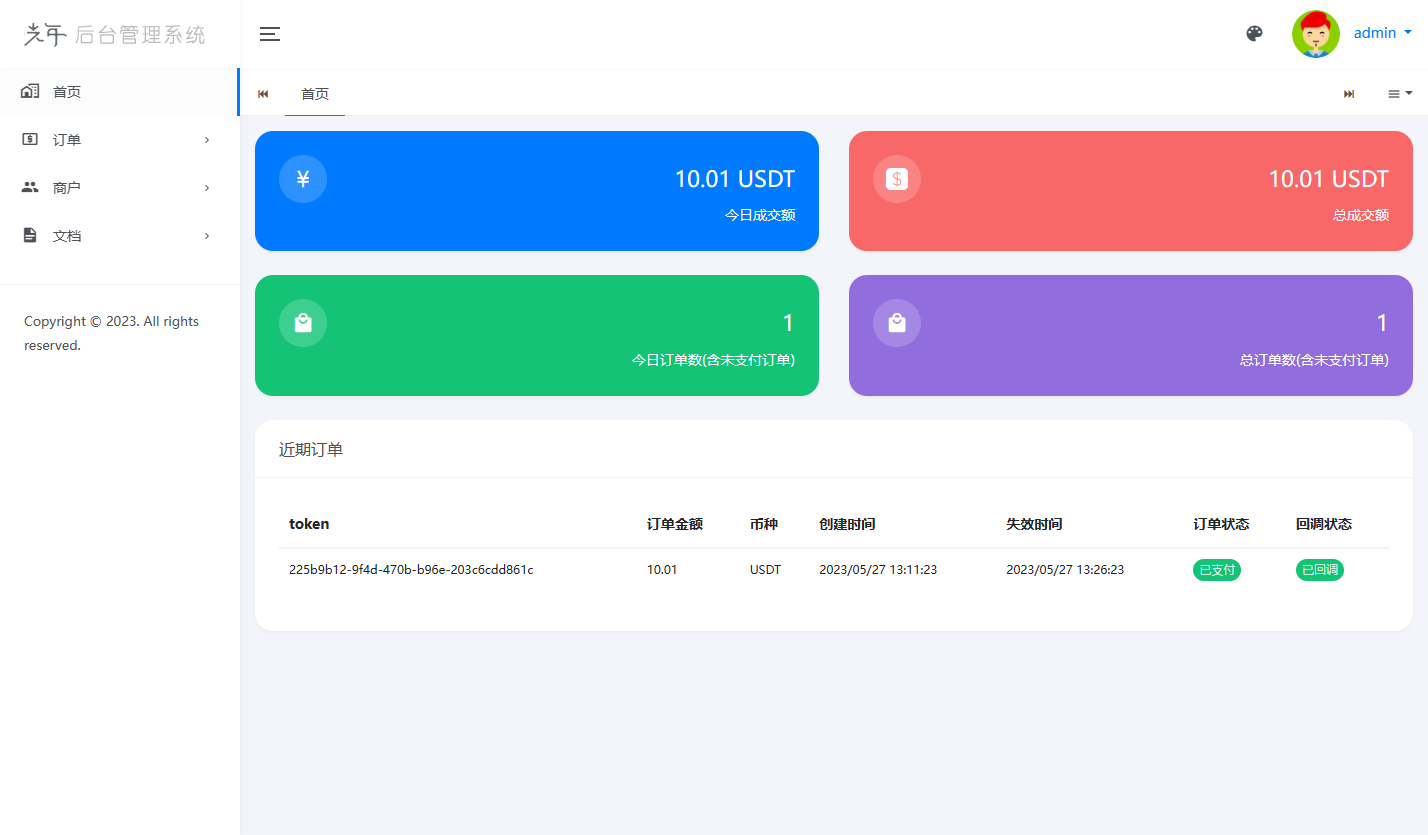 光年 后台管理系统
admin
首页
订单
商户
文档
Copyright © 2023. All rights
reserved.
首页
¥
10.01 USDT
今日成交额
$
10.01 USDT
总成交额
1
今日订单数(含未支付订单)
1
总订单数(含未支付订单)
近期订单
token 订单金额 币种 创建时间 失效时间 订单状态 回调状态
225b9b12-9f4d-470b-b96e-203c6cdd861c 10.01 USDT 2023/05/27 13:11:23 2023/05/27 13:26:23 已支付 已回调